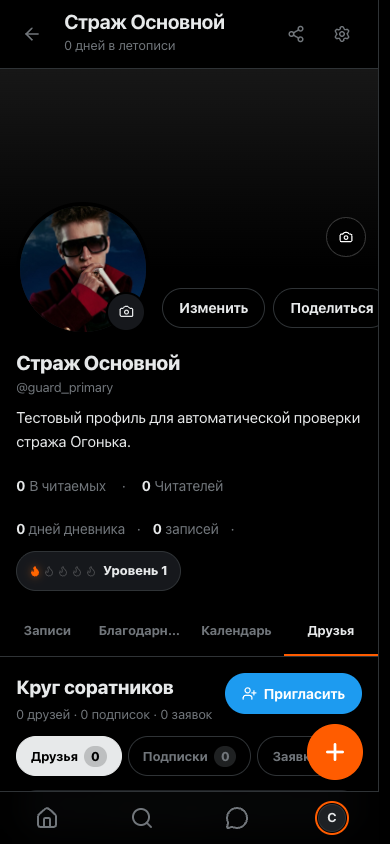 Страж Основной
0 дней в летописи
Изменить
Поделиться
Страж Основной
@guard_primary
Тестовый профиль для автоматической проверки
стража Огонька.
0 В читаемых · 0 Читателей
0 дней дневника · 0 записей ·
Уровень 1
Записи Благодарн... Календарь Друзья
Круг соратников
Пригласить
0 друзей · 0 подписок · 0 заявок
Друзья 0 Подписки 0
С